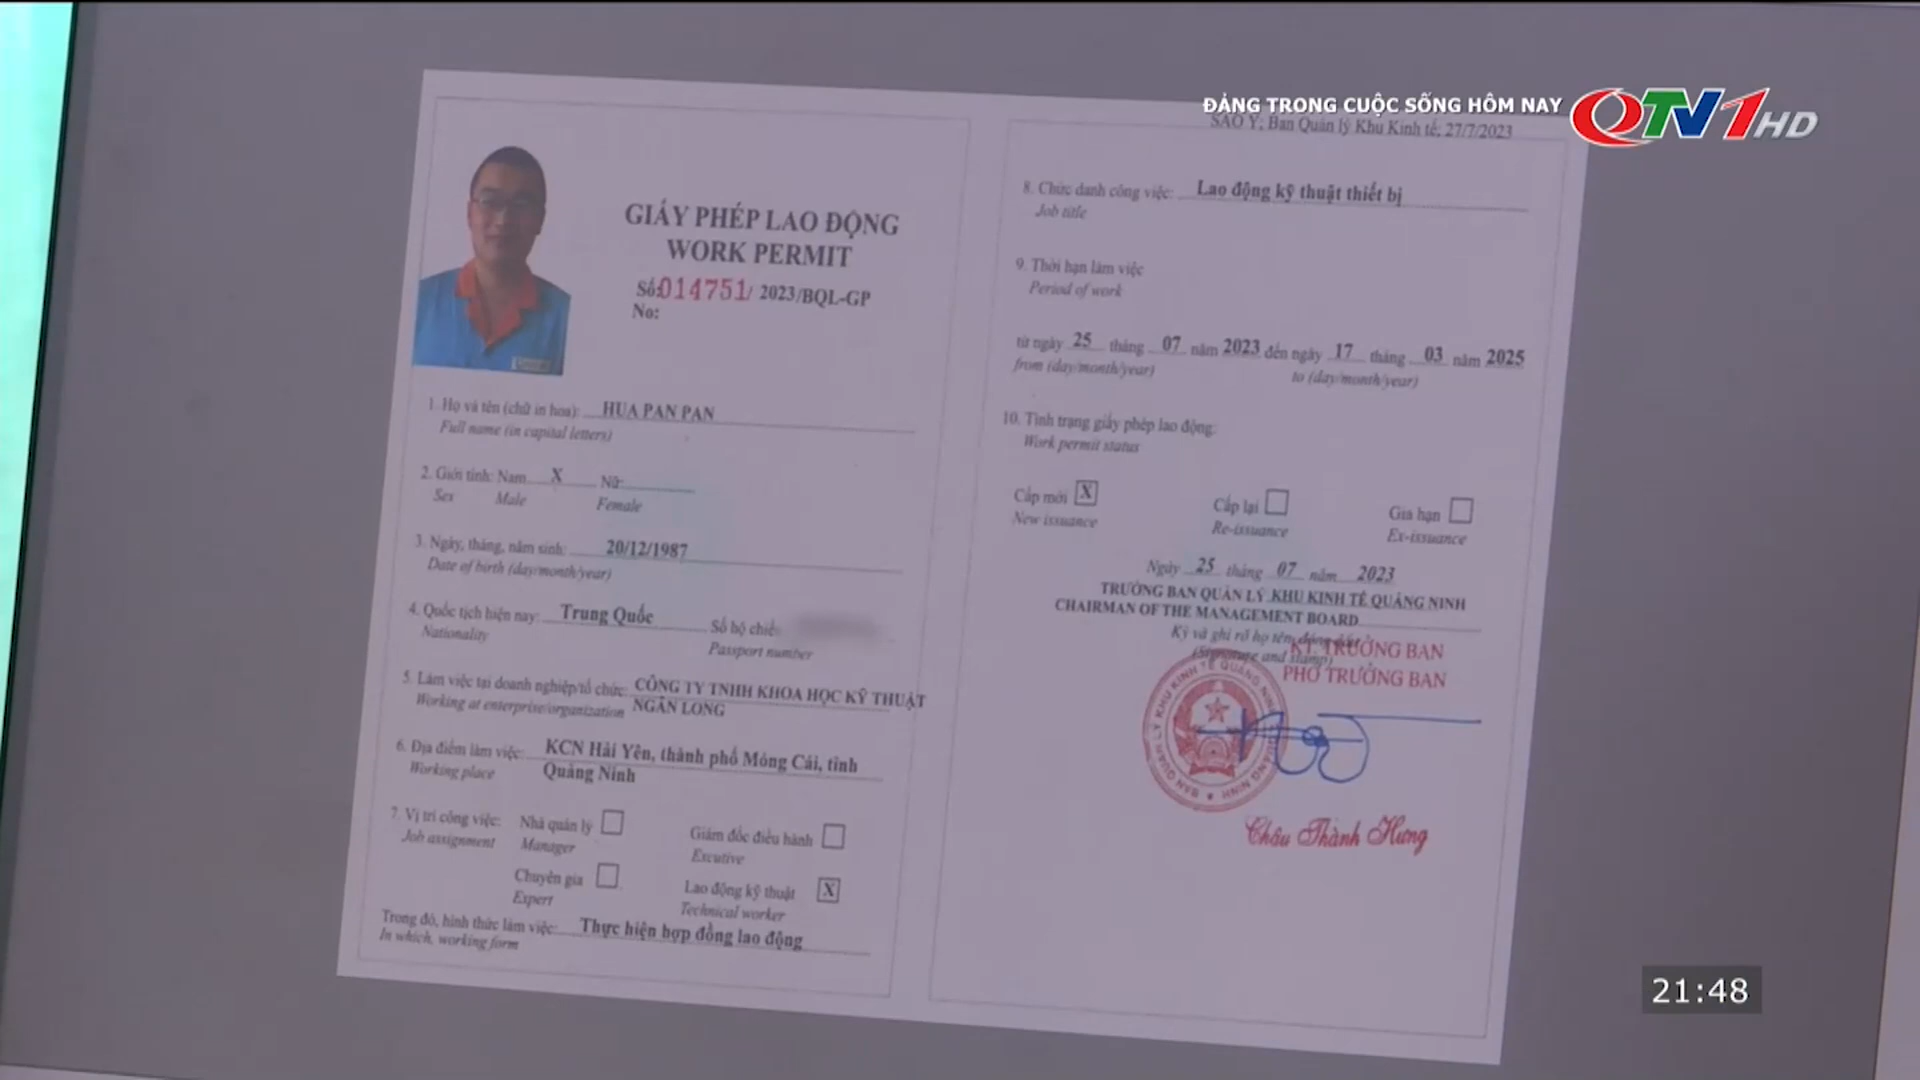 ĐẢNG TRONG CUỘC SỐNG HÔM NAY
QTV1HD
SAO Y; Ban Quản lý Khu Kinh tế; 27/7/2023
GIẤY PHÉP LAO ĐỘNG
WORK PERMIT
Số:014751/ 2023/BQL-GP
No:
1. Họ và tên (chữ in hoa): HUA PAN PAN
Full name (in capital letters)
2. Giới tính: Nam X Nữ:
Sex Male Female
3. Ngày, tháng, năm sinh: 20/12/1987
Date of birth (day/month/year)
4. Quốc tịch hiện nay: Trung Quốc Số hộ chiế
Nationality Passport number
5. Làm việc tại doanh nghiệp/tổ chức: CÔNG TY TNHH KHOA HỌC KỸ THUẬT
Working at enterprise/organization NGÂN LONG
6. Địa điểm làm việc: KCN Hải Yên, thành phố Móng Cái, tỉnh
Working place Quảng Ninh
7. Vị trí công việc: Nhà quản lý Giám đốc điều hành
Job assignment Manager Excutive
Chuyên gia Lao động kỹ thuật X
Expert Technical worker
Trong đó, hình thức làm việc: Thực hiện hợp đồng lao động
In which, working form
8. Chức danh công việc: Lao động kỹ thuật thiết bị
Job title
9. Thời hạn làm việc
Period of work
từ ngày 25 tháng 07 năm 2023 đến ngày 17 tháng 03 năm 2025
from (day/month/year) to (day/month/year)
10. Tình trạng giấy phép lao động:
Work permit status
Cấp mới X Cấp lại Gia hạn
New issuance Re-issuance Ex-issuance
Ngày 25 tháng 07 năm 2023
TRƯỞNG BAN QUẢN LÝ KHU KINH TẾ QUẢNG NINH
CHAIRMAN OF THE MANAGEMENT BOARD
Ký và ghi rõ họ tên, đóng dấu
(Signature and stamp)
KT. TRƯỞNG BAN
PHÓ TRƯỞNG BAN
BAN QUẢN LÝ KHU KINH TẾ QUẢNG NINH
Châu Thành Hưng
21:48